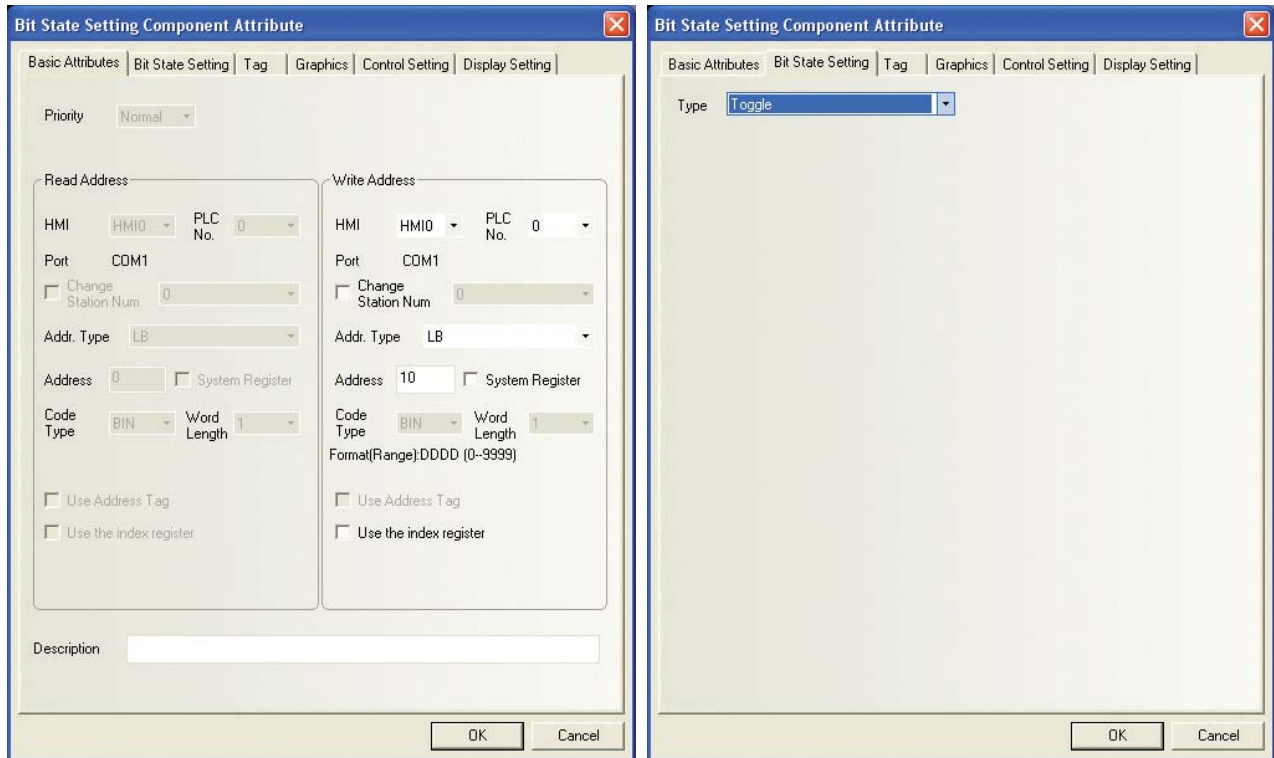 Bit State Setting Component Attribute
Basic Attributes Bit State Setting Tag Graphics Control Setting Display Setting
Priority Normal
Read Address
HMI HMI0 PLC No. 0
Port COM1
Change Station Num 0
Addr. Type LB
Address 0 System Register
Code Type BIN Word Length 1
Use Address Tag
Use the index register
Write Address
HMI HMI0 PLC No. 0
Port COM1
Change Station Num 0
Addr. Type LB
Address 10 System Register
Code Type BIN Word Length 1
Format(Range):DDDD (0--9999)
Use Address Tag
Use the index register
Description
OK Cancel
Bit State Setting Component Attribute
Basic Attributes Bit State Setting Tag Graphics Control Setting Display Setting
Type Toggle
OK Cancel